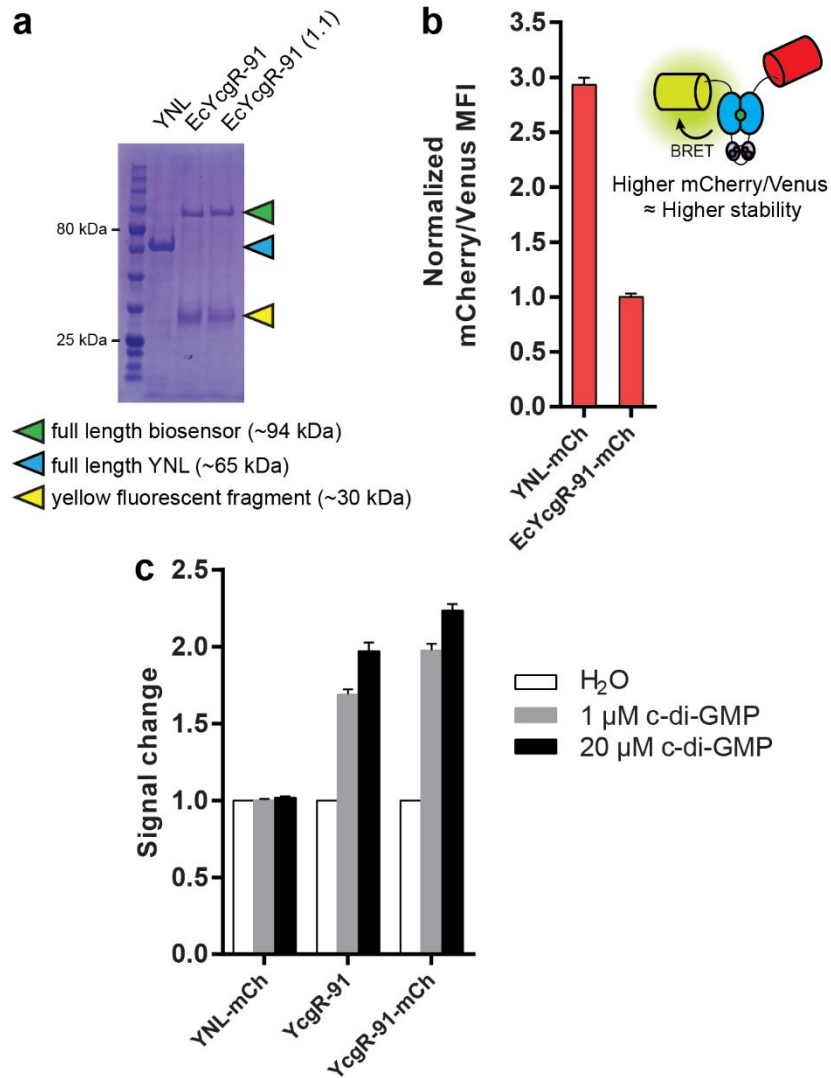 a
YNL
EcYcgR-91
EcYcgR-91 (1.1)
80 kDa
25 kDa
full length biosensor (~94 kDa)
full length YNL (~65 kDa)
yellow fluorescent fragment (~30 kDa)
b
Normalized
mCherry/Venus MFI
3.0
2.5
2.0
1.5
1.0
0.5
0.0
YNL-mCh
EcYcgR-91-mCh
BRET
Higher mCherry/Venus
≈ Higher stability
c
Signal change
2.5
2.0
1.5
1.0
0.5
0.0
YNL-mCh
YcgR-91
YcgR-91-mCh
H₂O
1 µM c-di-GMP
20 µM c-di-GMP